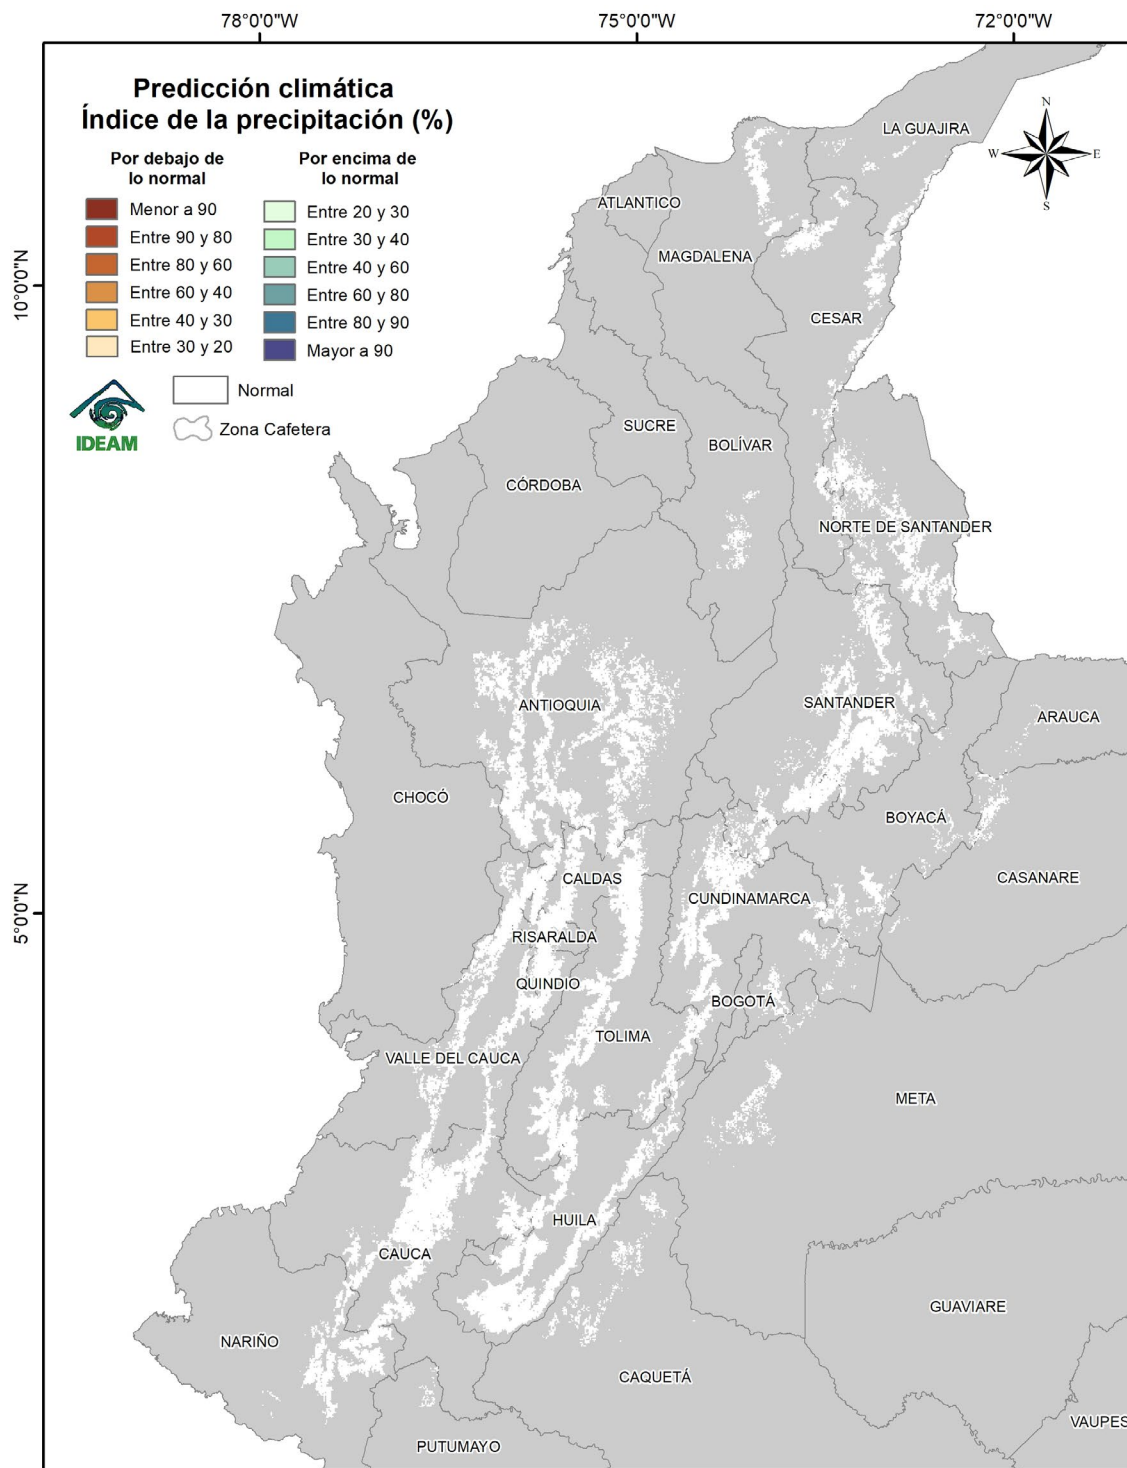 78°0'0"W
75°0'0"W
72°0'0"W
10°0'0"N
5°0'0"N
Predicción climática
Índice de la precipitación (%)
Por debajo de
lo normal
Menor a 90
Entre 90 y 80
Entre 80 y 60
Entre 60 y 40
Entre 40 y 30
Entre 30 y 20
Por encima de
lo normal
Entre 20 y 30
Entre 30 y 40
Entre 40 y 60
Entre 60 y 80
Entre 80 y 90
Mayor a 90
IDEAM
Normal
Zona Cafetera
N
W
E
S
LA GUAJIRA
ATLANTICO
MAGDALENA
CESAR
SUCRE
BOLÍVAR
CÓRDOBA
NORTE DE SANTANDER
ANTIOQUIA
SANTANDER
ARAUCA
CHOCÓ
BOYACÁ
CALDAS
CUNDINAMARCA
CASANARE
RISARALDA
QUINDIO
BOGOTÁ
TOLIMA
VALLE DEL CAUCA
META
HUILA
CAUCA
GUAVIARE
NARIÑO
CAQUETÁ
VAUPES
PUTUMAYO